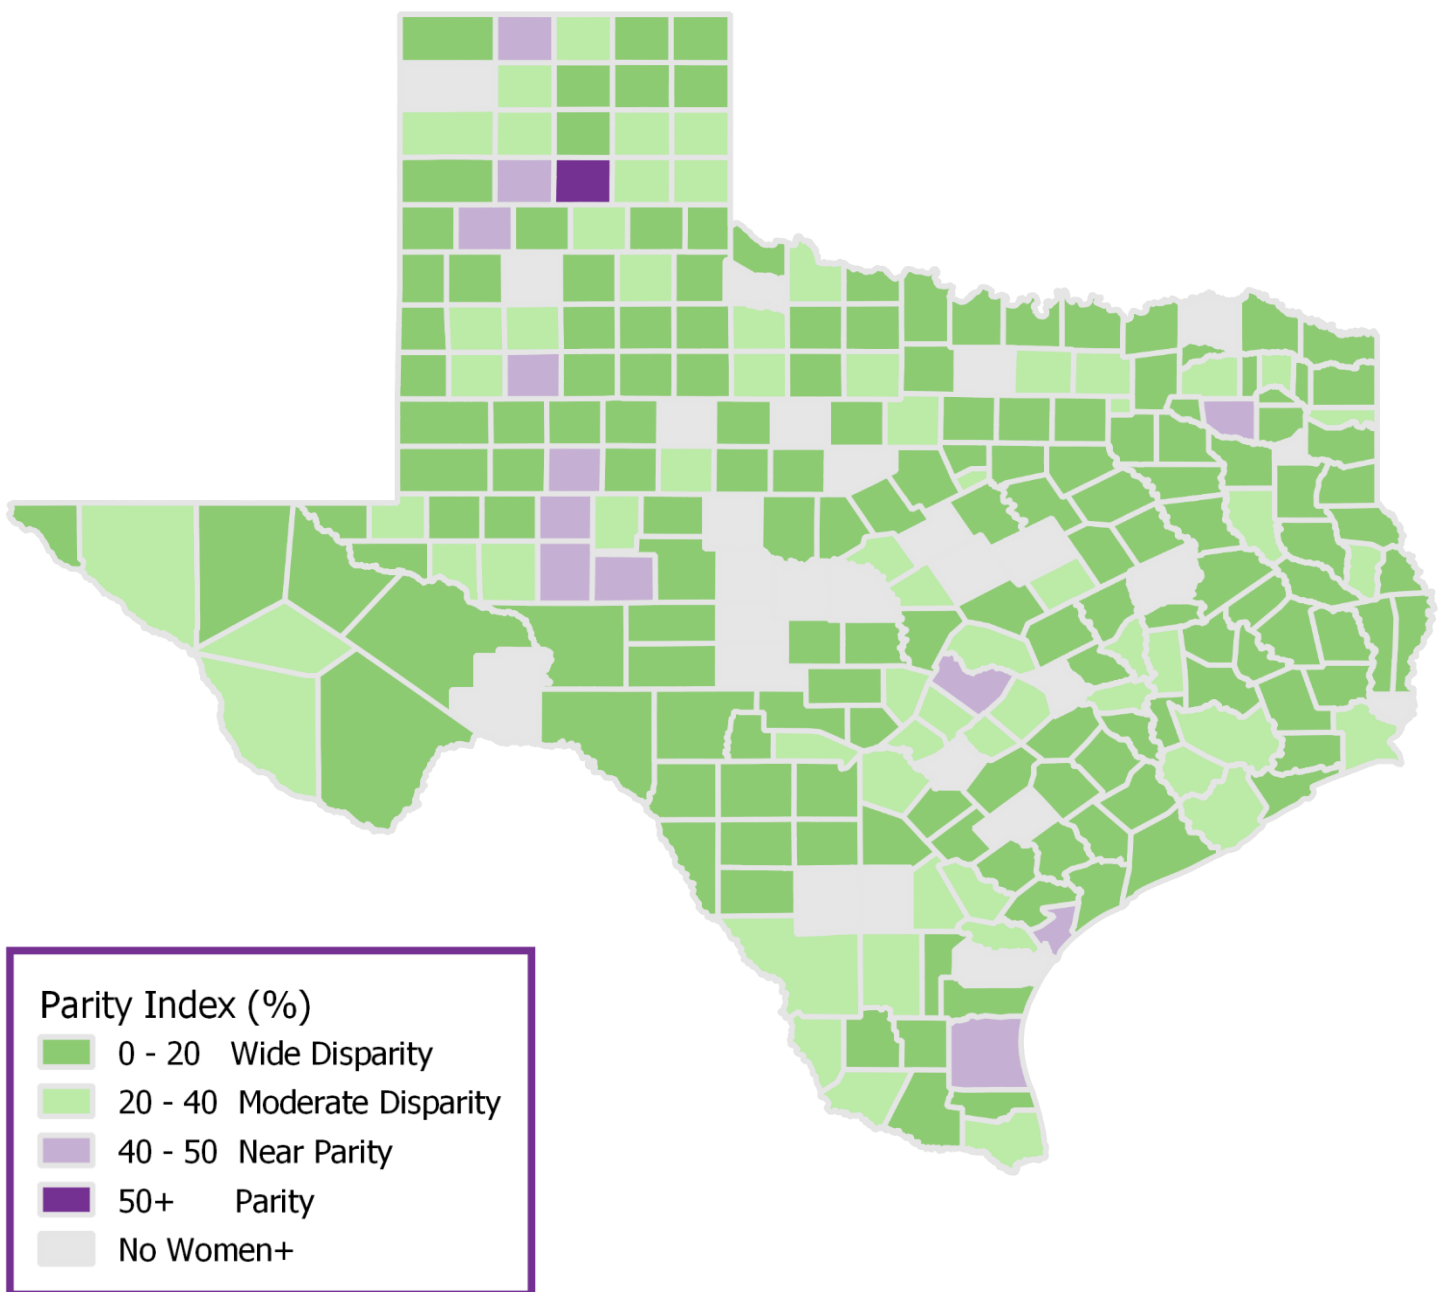 Parity Index (%)
0 - 20 Wide Disparity
20 - 40 Moderate Disparity
40 - 50 Near Parity
50+ Parity
No Women+